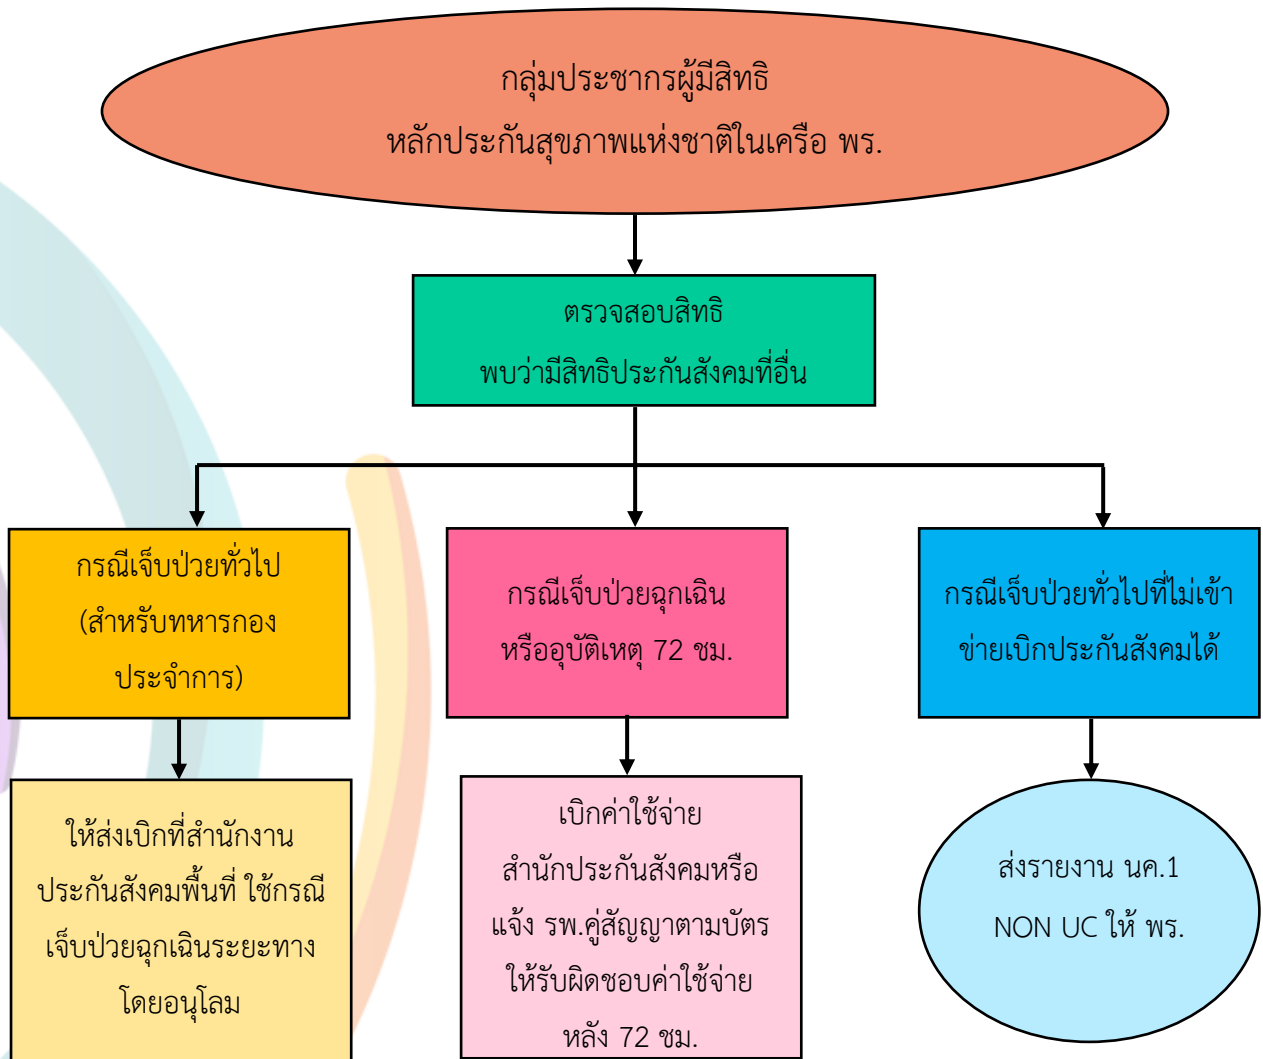 กลุ่มประชากรผู้มีสิทธิ
หลักประกันสุขภาพแห่งชาติในเครือ พร.
ตรวจสอบสิทธิ
พบว่ามีสิทธิประกันสังคมที่อื่น
กรณีเจ็บป่วยทั่วไป
(สำหรับทหารกอง
ประจำการ)
กรณีเจ็บป่วยฉุกเฉิน
หรืออุบัติเหตุ 72 ชม.
กรณีเจ็บป่วยทั่วไปที่ไม่เข้า
ข่ายเบิกประกันสังคมได้
ให้ส่งเบิกที่สำนักงาน
ประกันสังคมพื้นที่ ใช้กรณี
เจ็บป่วยฉุกเฉินระยะทาง
โดยอนุโลม
เบิกค่าใช้จ่าย
สำนักประกันสังคมหรือ
แจ้ง รพ.คู่สัญญาตามบัตร
ให้รับผิดชอบค่าใช้จ่าย
หลัง 72 ชม.
ส่งรายงาน นค.1
NON UC ให้ พร.